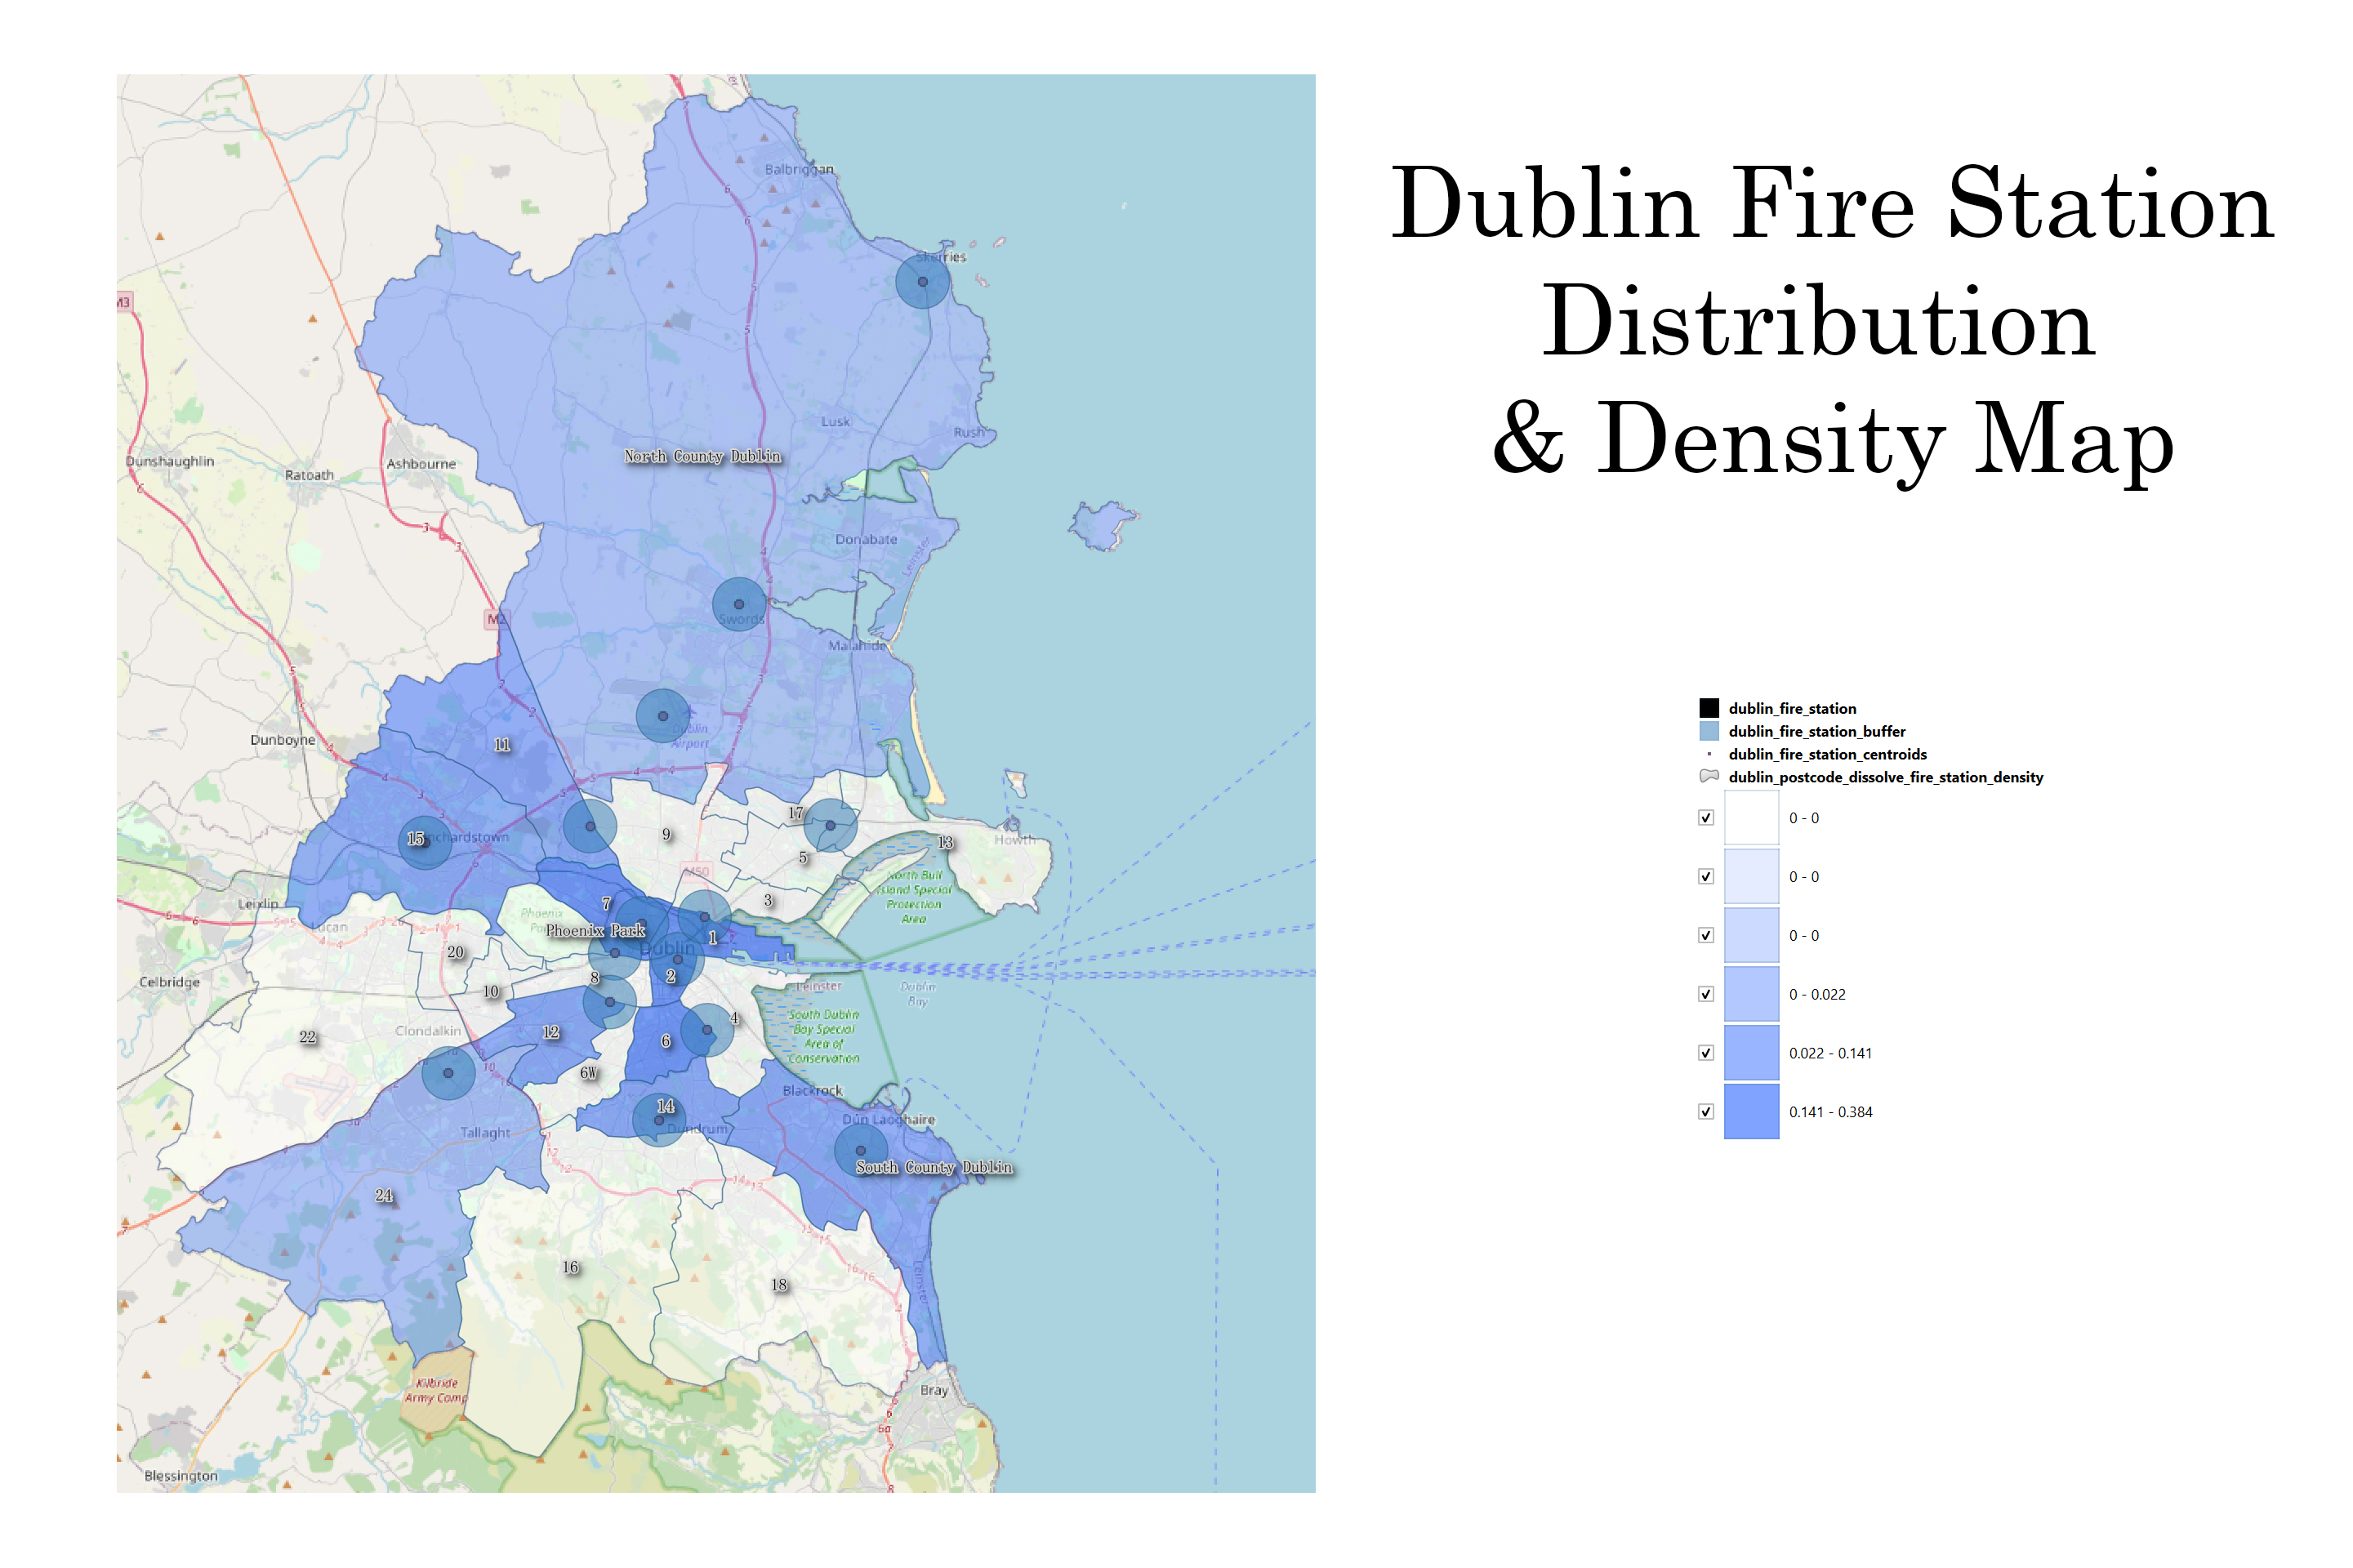 Dublin Fire Station
Distribution
& Density Map
dublin_fire_station
dublin_fire_station_buffer
dublin_fire_station_centroids
dublin_postcode_dissolve_fire_station_density
0 - 0
0 - 0
0 - 0
0 - 0.022
0.022 - 0.141
0.141 - 0.384
Balbriggan
Skerries
M3
Lusk
Rush
North County Dublin
Dunshaughlin
Ratoath
Ashbourne
Donabate
Leinster
M2
Swords
Malahide
Dublin
Airport
Dunboyne
11
17
9
15
5
13
Howth
M50
North Bull
Island Special
Protection
Area
3
7
Leixlip
Lucan
Phoenix
Phoenix Park
Dublin
1
20
2
8
10
Celbridge
Leinster
Dublin
Bay
South Dublin
Bay Special
Area of
Conservation
4
12
6
22
Clondalkin
6W
Blackrock
14
Dundrum
Dún Laoghaire
Tallaght
South County Dublin
24
16
18
Leinster
Kilbride
Army Camp
Bray
Blessington